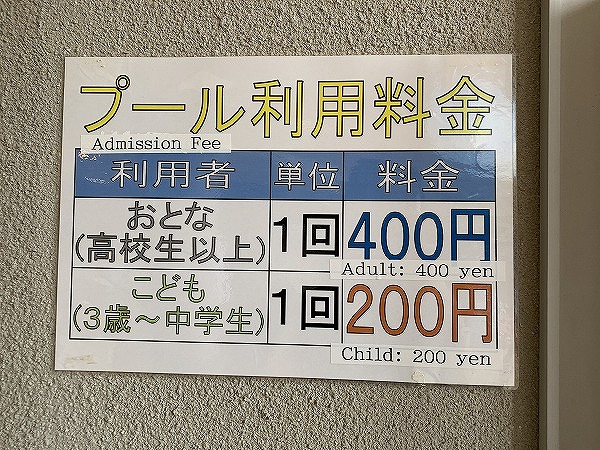 プール利用料金
Admission Fee
利用者 単位 料金
おとな
(高校生以上) 1回 400円
Adult: 400 yen
こども
(3歳～中学生) 1回 200円
Child: 200 yen